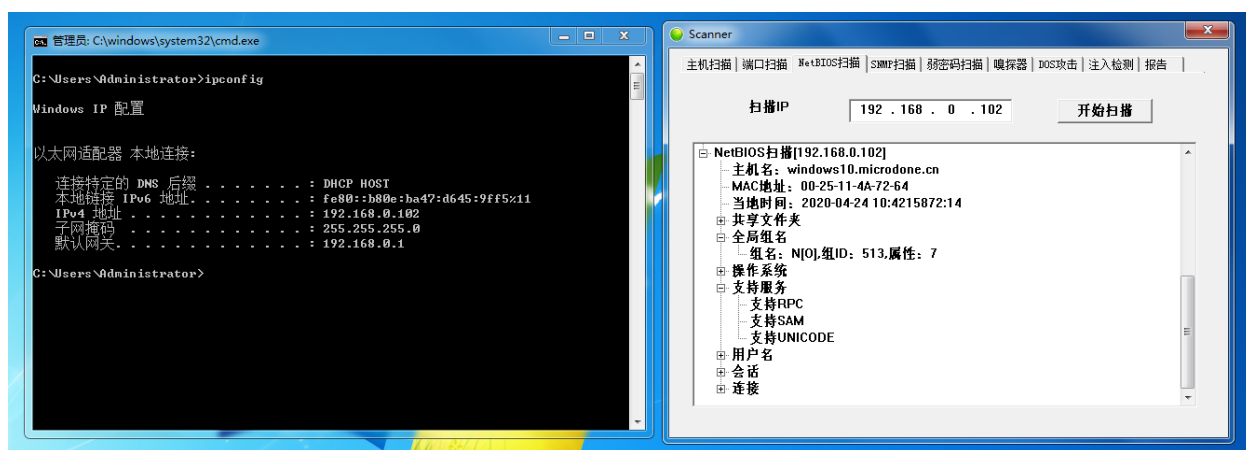 管理员: C:\windows\system32\cmd.exe
C:\Users\Administrator>ipconfig
Windows IP 配置
以太网适配器 本地连接:
连接特定的 DNS 后缀 . . . . . . . : DHCP HOST
本地链接 IPv6 地址. . . . . . . . : fe80::b80e:ba47:d645:9ff5%11
IPv4 地址 . . . . . . . . . . . . : 192.168.0.102
子网掩码 . . . . . . . . . . . . : 255.255.255.0
默认网关. . . . . . . . . . . . . : 192.168.0.1
C:\Users\Administrator>
Scanner
主机扫描 端口扫描 NetBIOS扫描 SNMP扫描 弱密码扫描 嗅探器 DOS攻击 注入检测 报告
扫描IP 192 . 168 . 0 . 102 开始扫描
NetBIOS扫描[192.168.0.102]
主机名：windows10.microdone.cn
MAC地址：00-25-11-4A-72-64
当地时间：2020-04-24 10:4215872:14
共享文件夹
全局组名
组名：N[O],组ID：513,属性：7
操作系统
支持服务
支持RPC
支持SAM
支持UNICODE
用户名
会话
连接